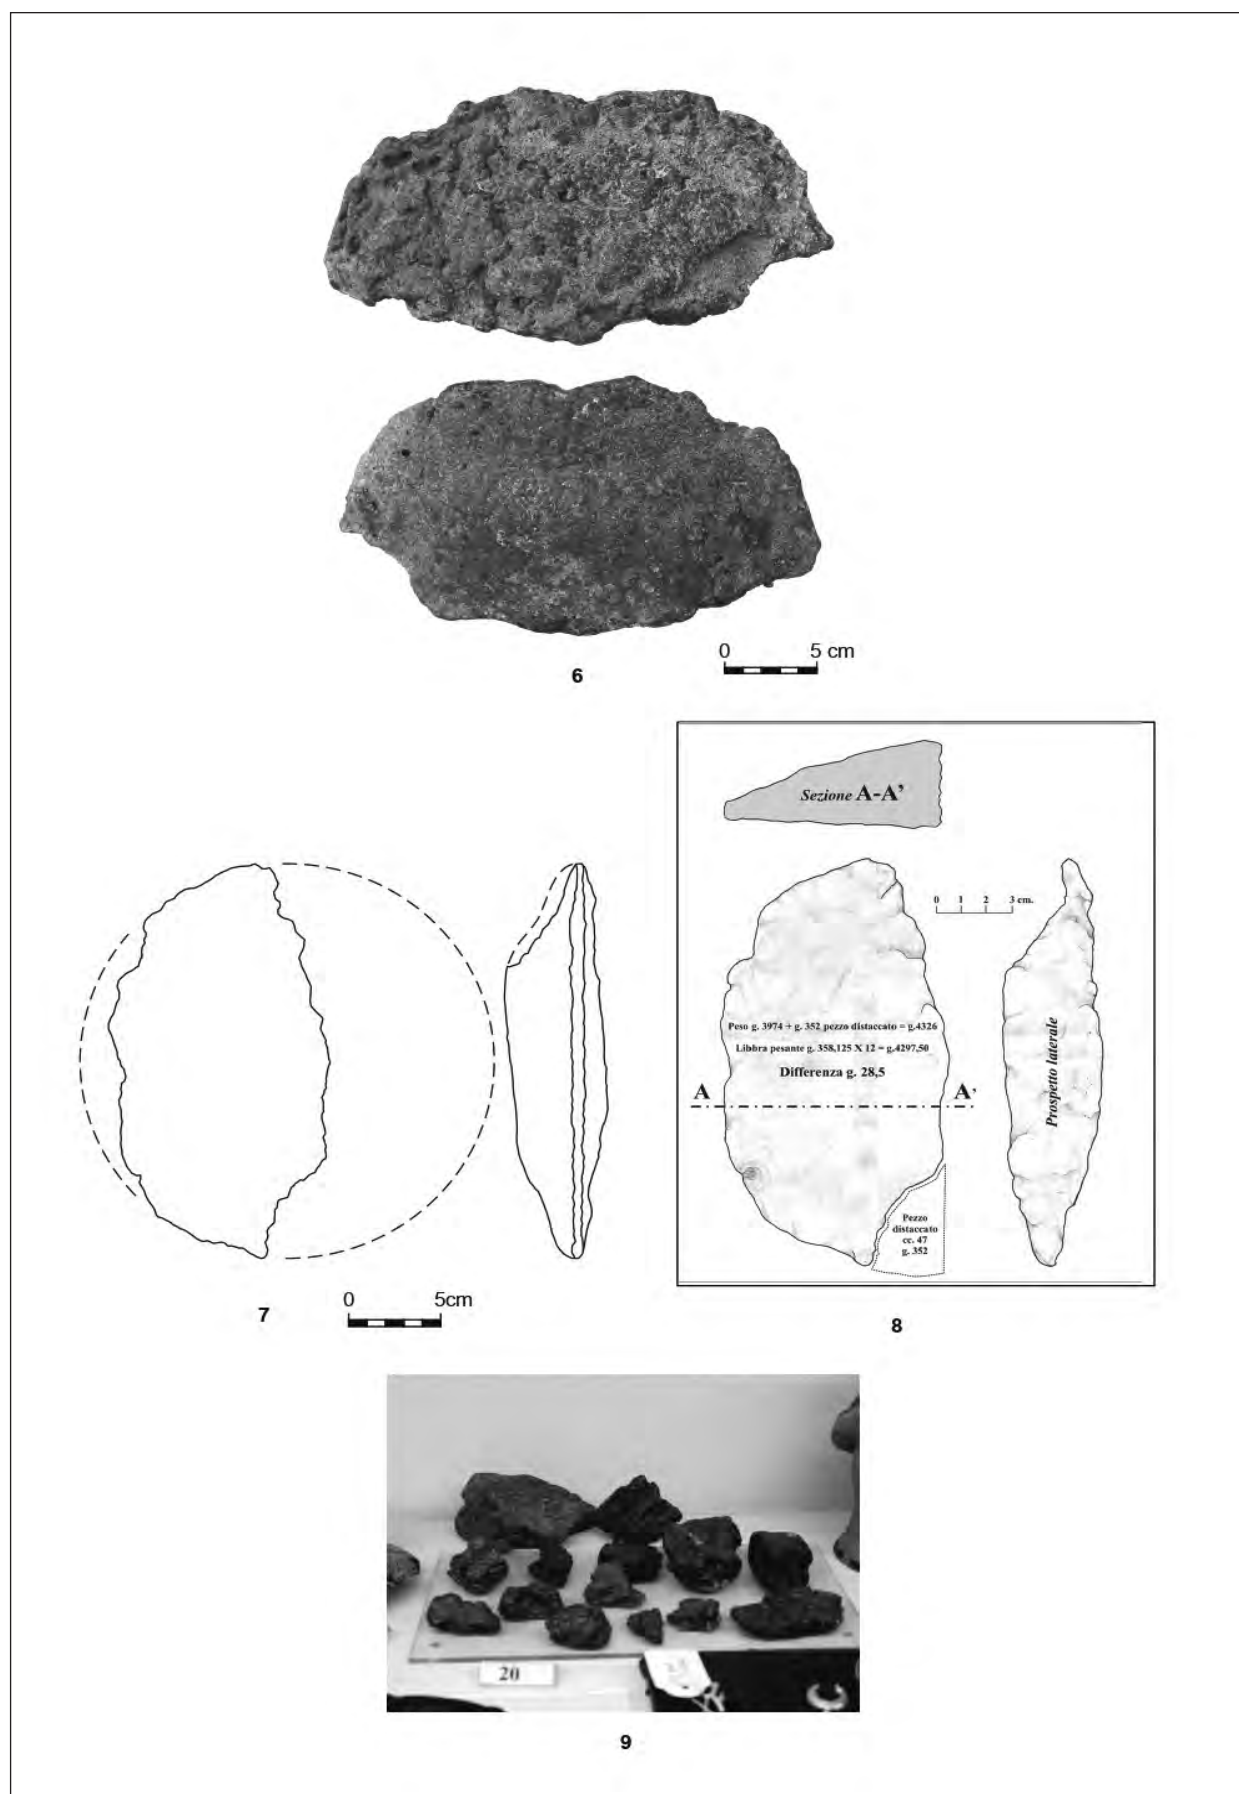 0 5 cm
6
Sezione A-A’
0 1 2 3 cm.
Peso g. 3974 + g. 352 pezzo distaccato = g.4326
Libbra pesante g. 358,125 X 12 = g.4297,50
Differenza g. 28,5
A A’
Prospetto laterale
Pezzo
distaccato
cc. 47
g. 352
0 5cm
7
8
20
9